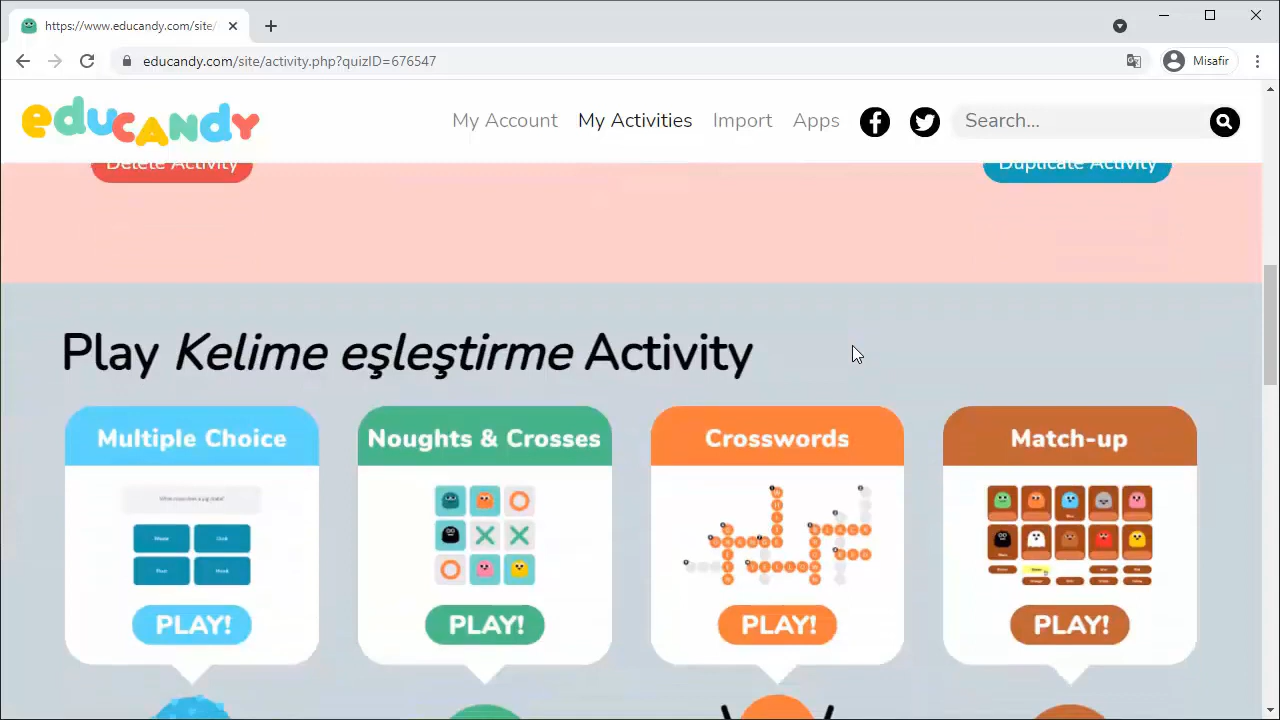 https://www.educandy.com/site/
educandy.com/site/activity.php?quizID=676547
Misafir
educandy
My Account
My Activities
Import
Apps
Search...
Delete Activity
Duplicate Activity
Play Kelime eşleştirme Activity
Multiple Choice
Noughts & Crosses
Crosswords
Match-up
PLAY!
PLAY!
PLAY!
PLAY!